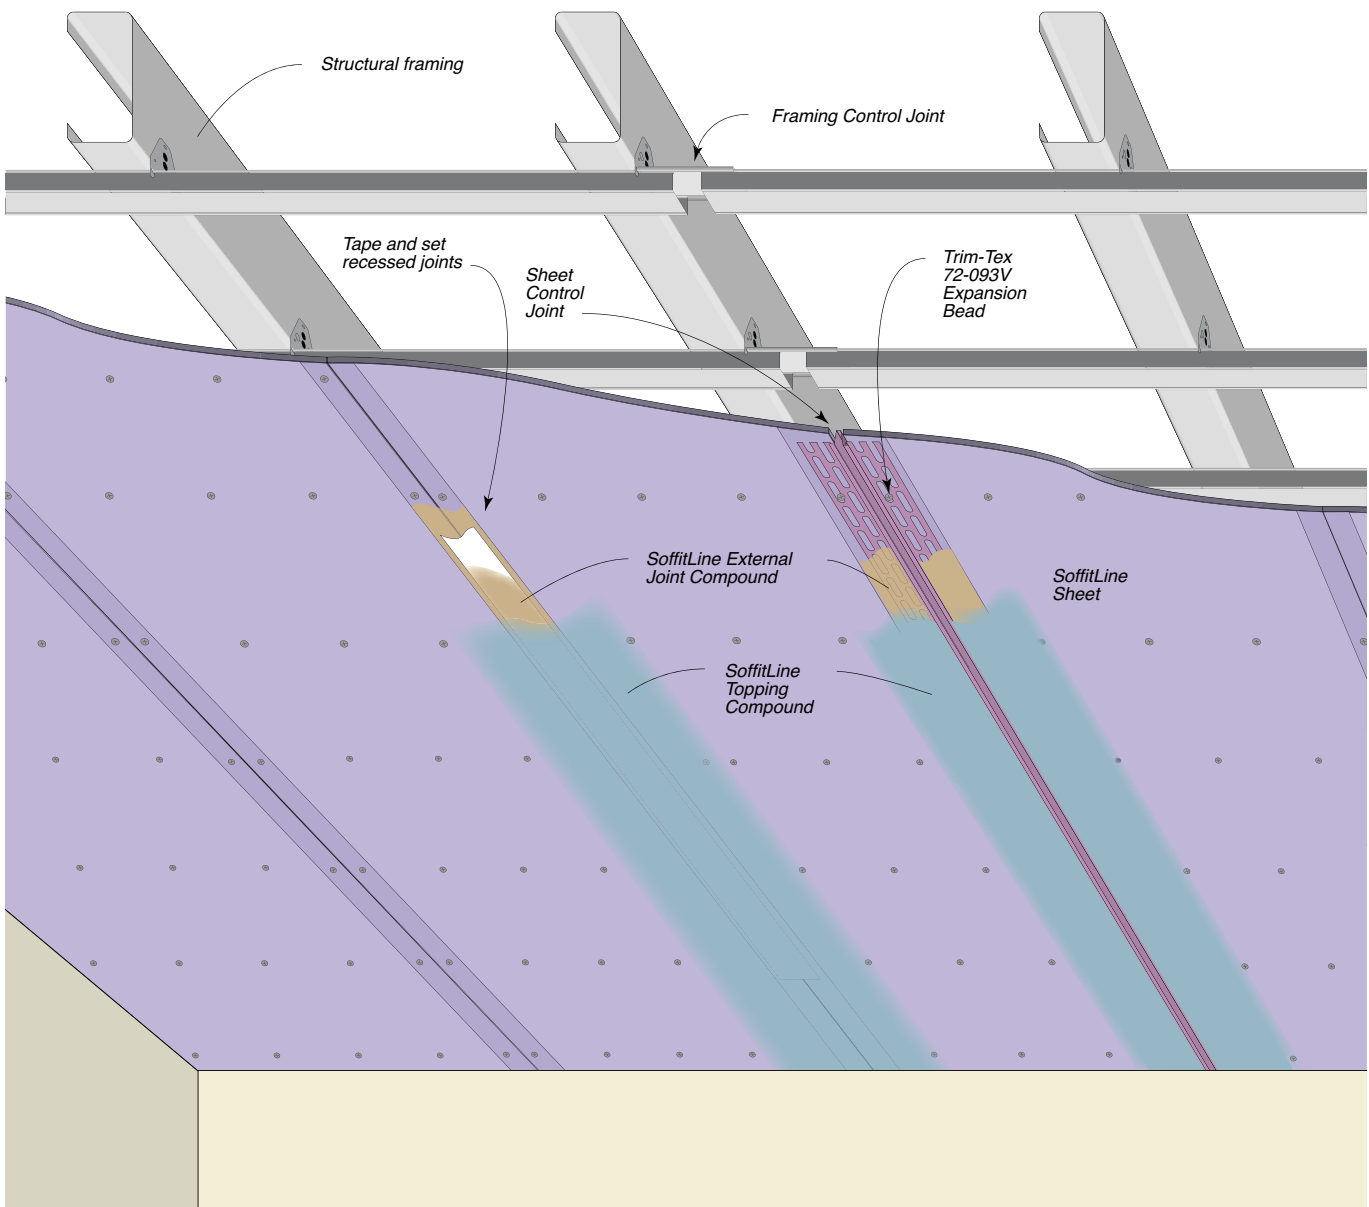 Structural framing
Framing Control Joint
Tape and set
recessed joints
Sheet
Control
Joint
Trim-Tex
72-093V
Expansion
Bead
SoffitLine External
Joint Compound
SoffitLine
Sheet
SoffitLine
Topping
Compound